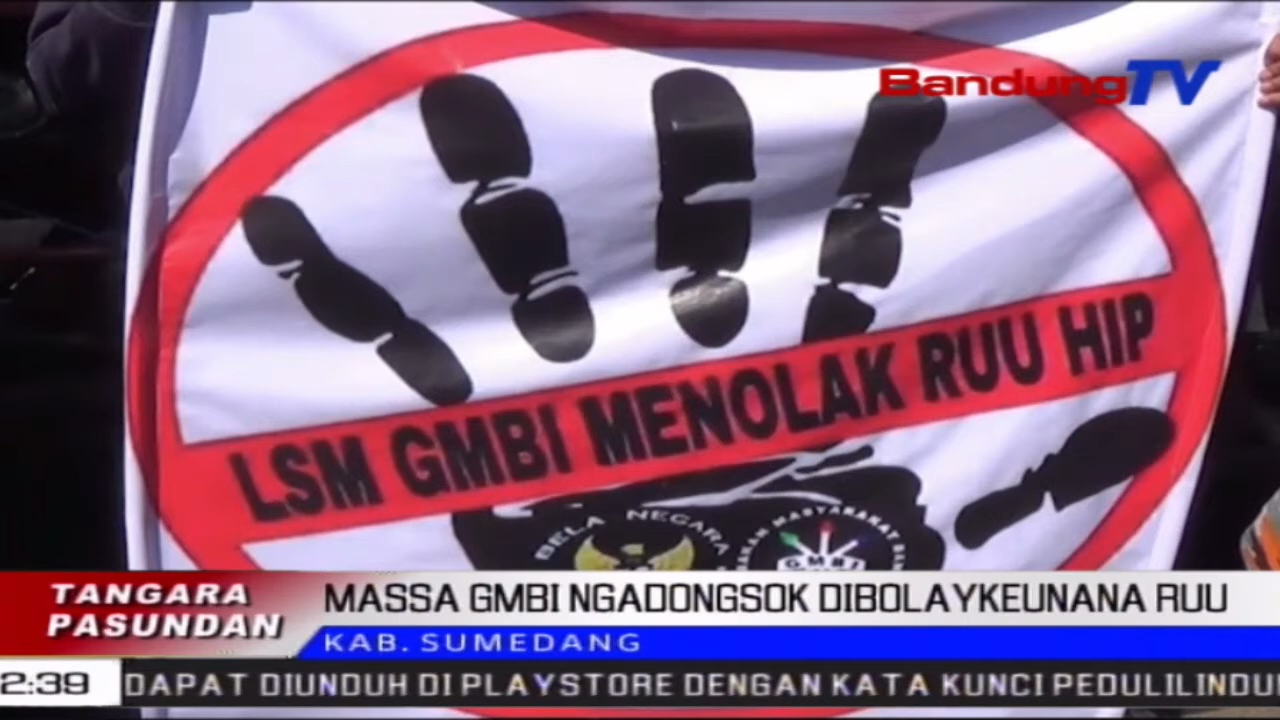 BandungTV
LSM GMBI MENOLAK RUU HIP
BELA NEGARA
MASYARAKAT
GMBI
TANGARA
PASUNDAN
MASSA GMBI NGADONGSOK DIBOLAYKEUNANA RUU
KAB. SUMEDANG
2:39
DAPAT DIUNDUH DI PLAYSTORE DENGAN KATA KUNCI PEDULILINDU